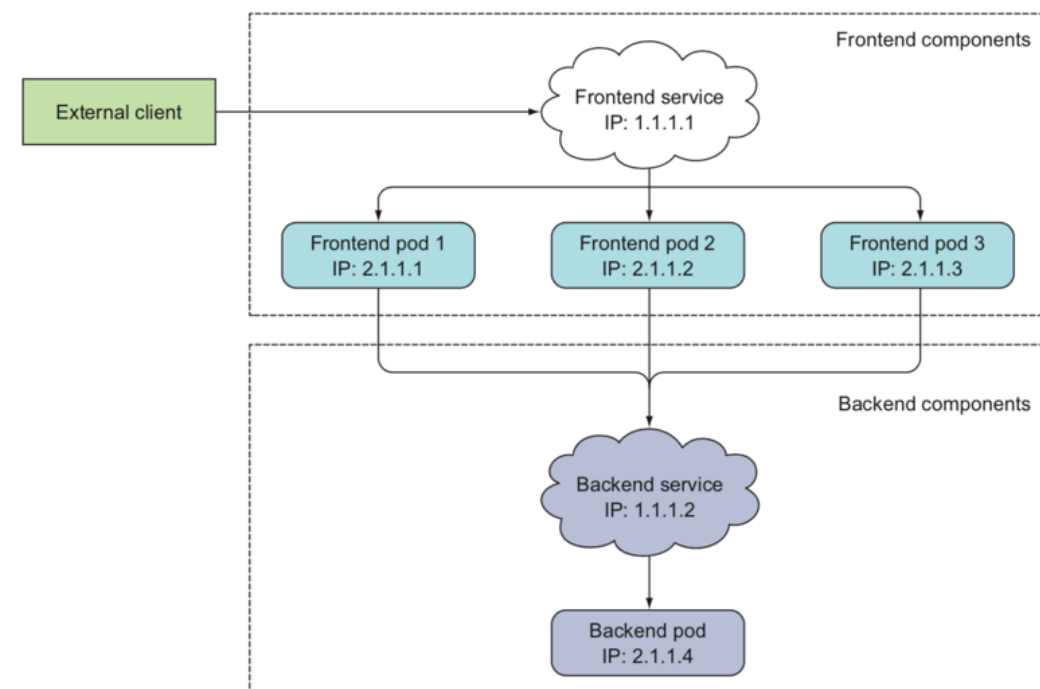 Frontend components
External client
Frontend service
IP: 1.1.1.1
Frontend pod 1
IP: 2.1.1.1
Frontend pod 2
IP: 2.1.1.2
Frontend pod 3
IP: 2.1.1.3
Backend components
Backend service
IP: 1.1.1.2
Backend pod
IP: 2.1.1.4